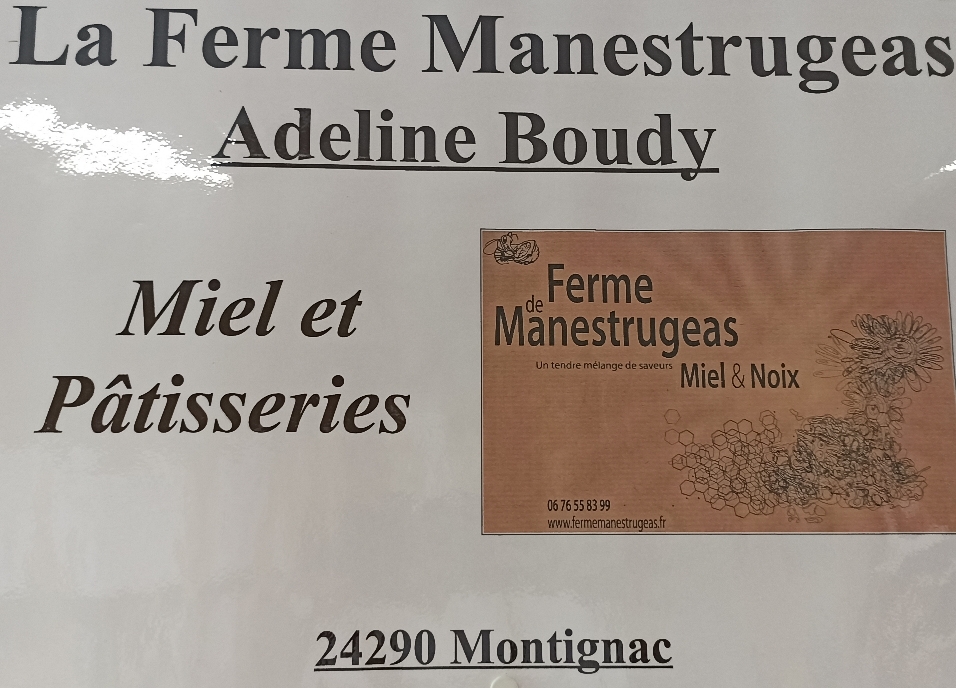 La Ferme Manestrugeas
Adeline Boudy
Miel et
Pâtisseries
Ferme
de
Manestrugeas
Un tendre mélange de saveurs
Miel & Noix
06 76 55 83 99
www.fermemanestrugeas.fr
24290 Montignac